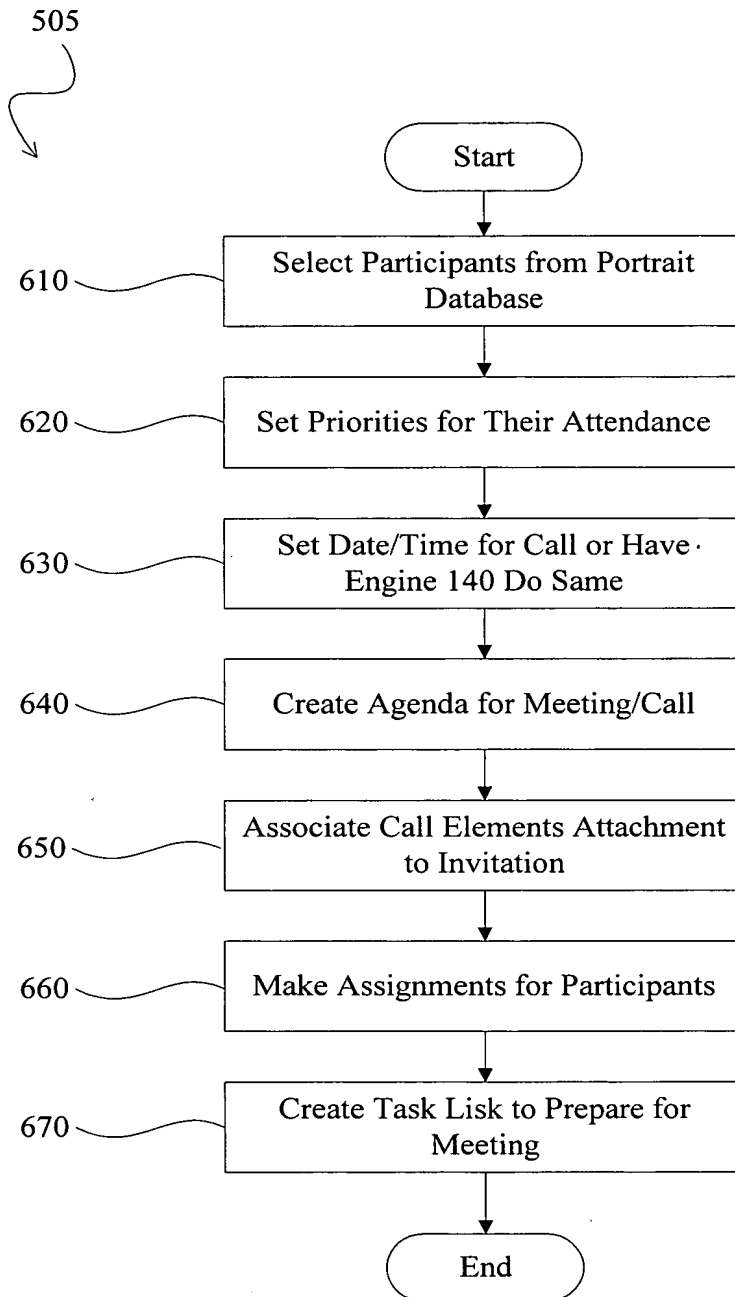 505
Start
610
Select Participants from Portrait
Database
620
Set Priorities for Their Attendance
630
Set Date/Time for Call or Have
Engine 140 Do Same
640
Create Agenda for Meeting/Call
650
Associate Call Elements Attachment
to Invitation
660
Make Assignments for Participants
670
Create Task Lisk to Prepare for
Meeting
End